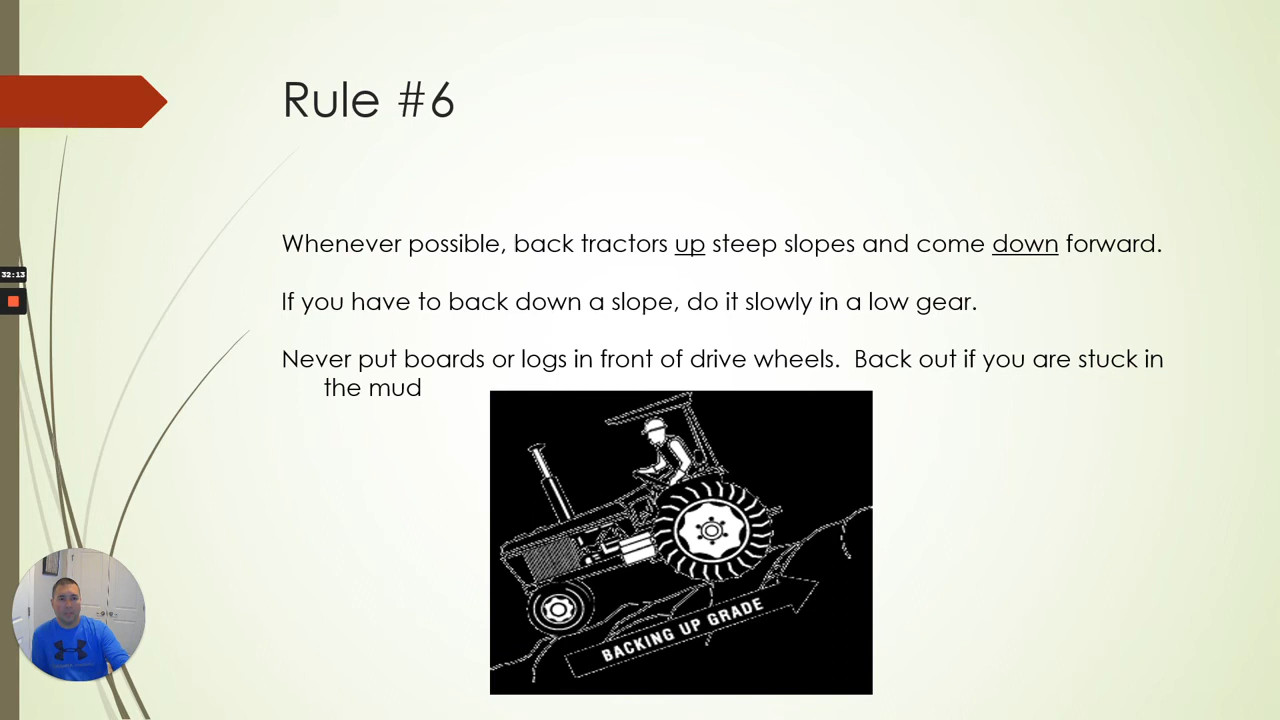 Rule #6
Whenever possible, back tractors up steep slopes and come down forward.
32:13
If you have to back down a slope, do it slowly in a low gear.
Never put boards or logs in front of drive wheels.  Back out if you are stuck in
the mud
BACKING UP GRADE